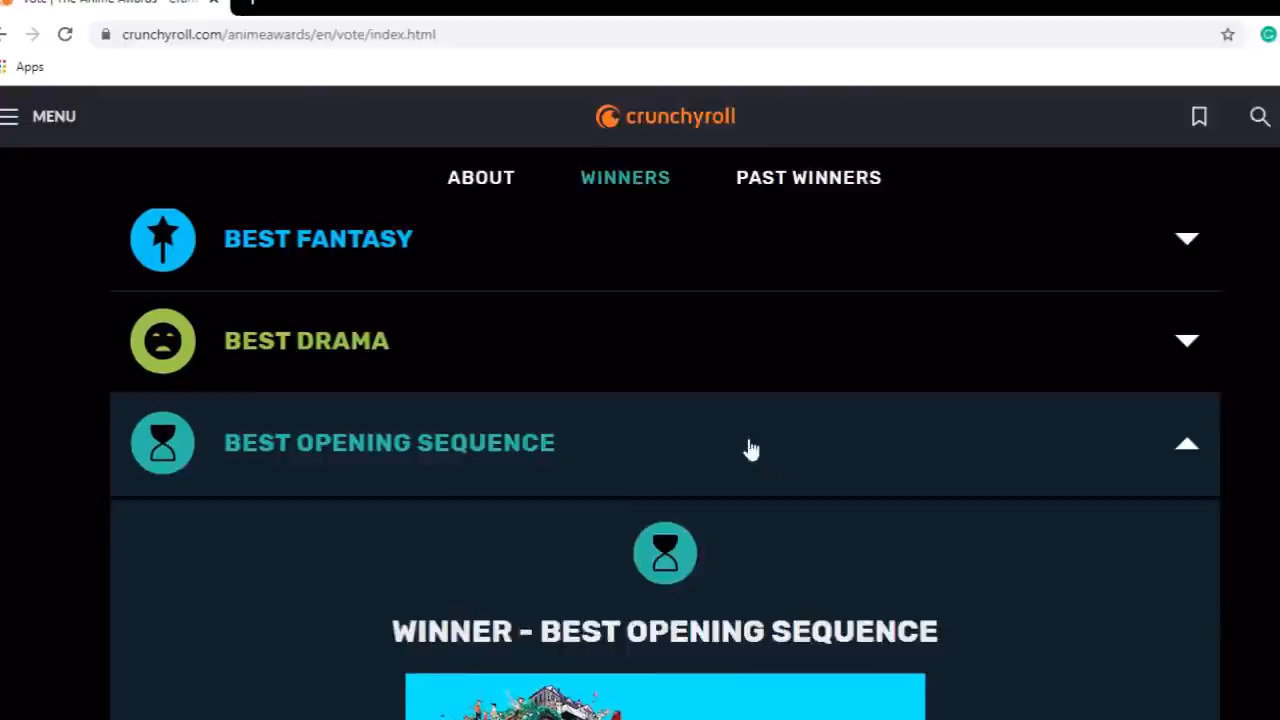 crunchyroll.com/animeawards/en/vote/index.html
Apps
MENU
crunchyroll
ABOUT WINNERS PAST WINNERS
BEST FANTASY
BEST DRAMA
BEST OPENING SEQUENCE
WINNER - BEST OPENING SEQUENCE